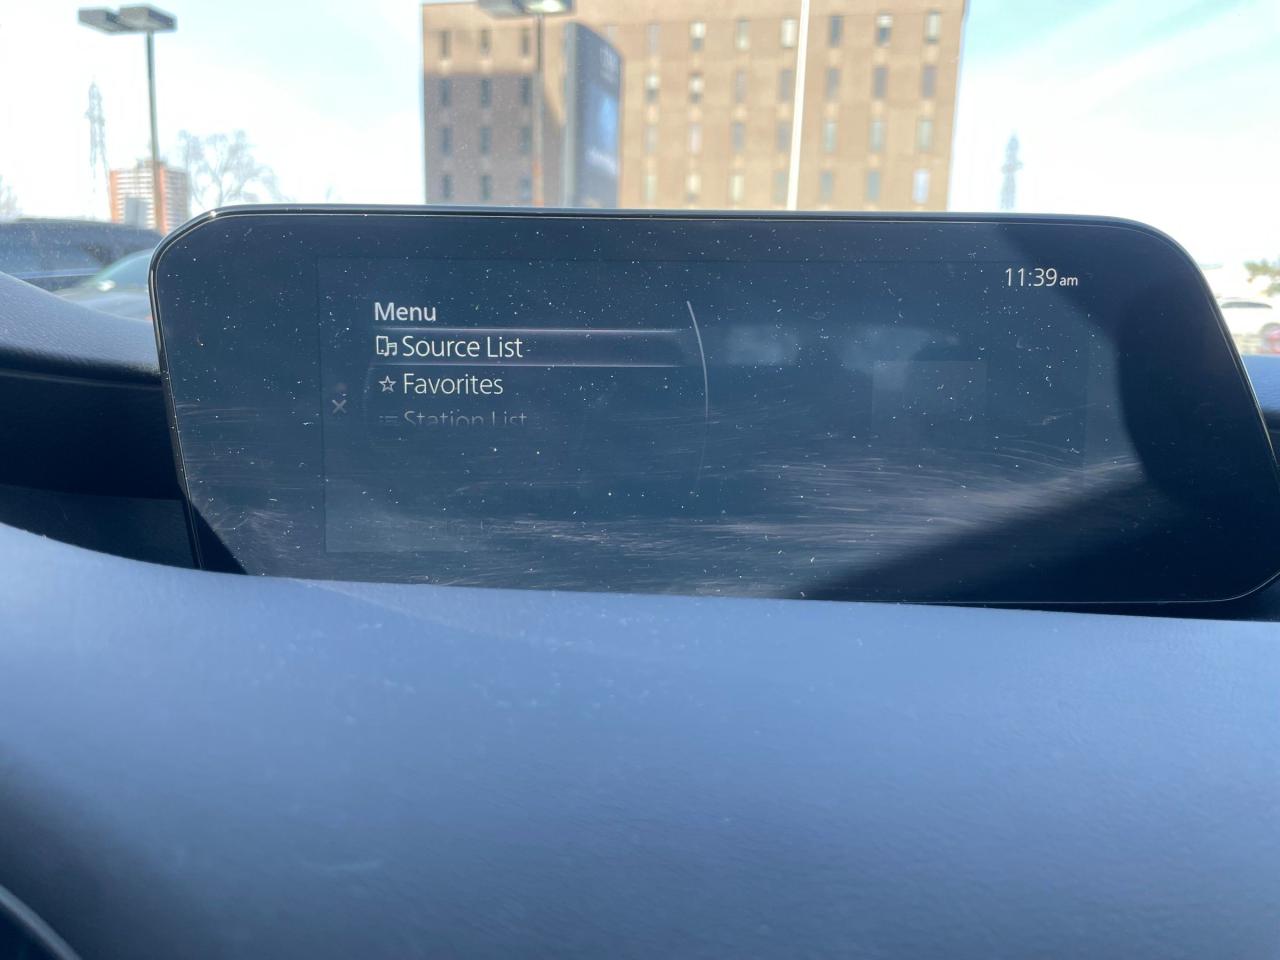 11:39am
Menu
Source List
Favorites
Station List